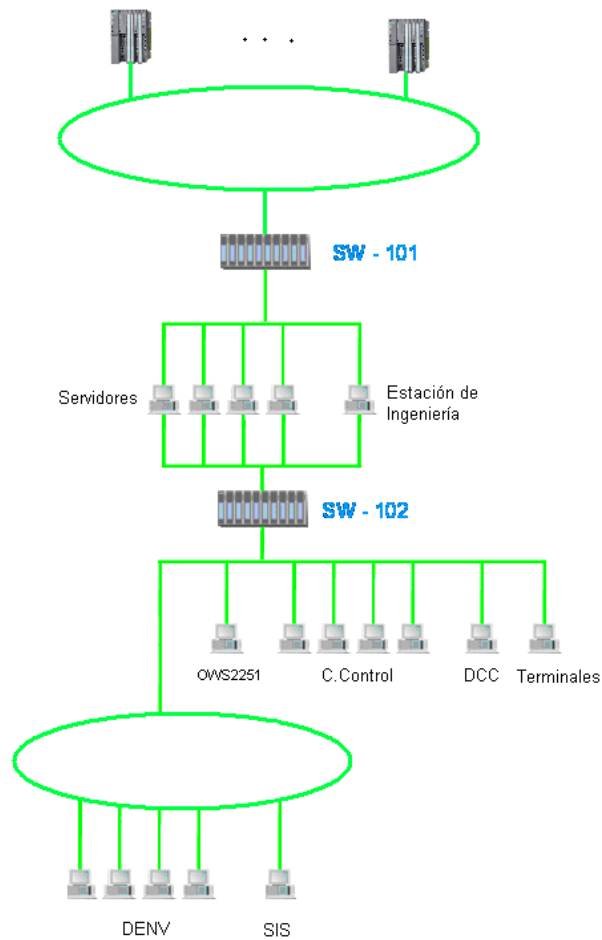 . . .
SW - 101
Servidores
Estación de
Ingeniería
SW - 102
OWS2251
C.Control
DCC
Terminales
DENV
SIS